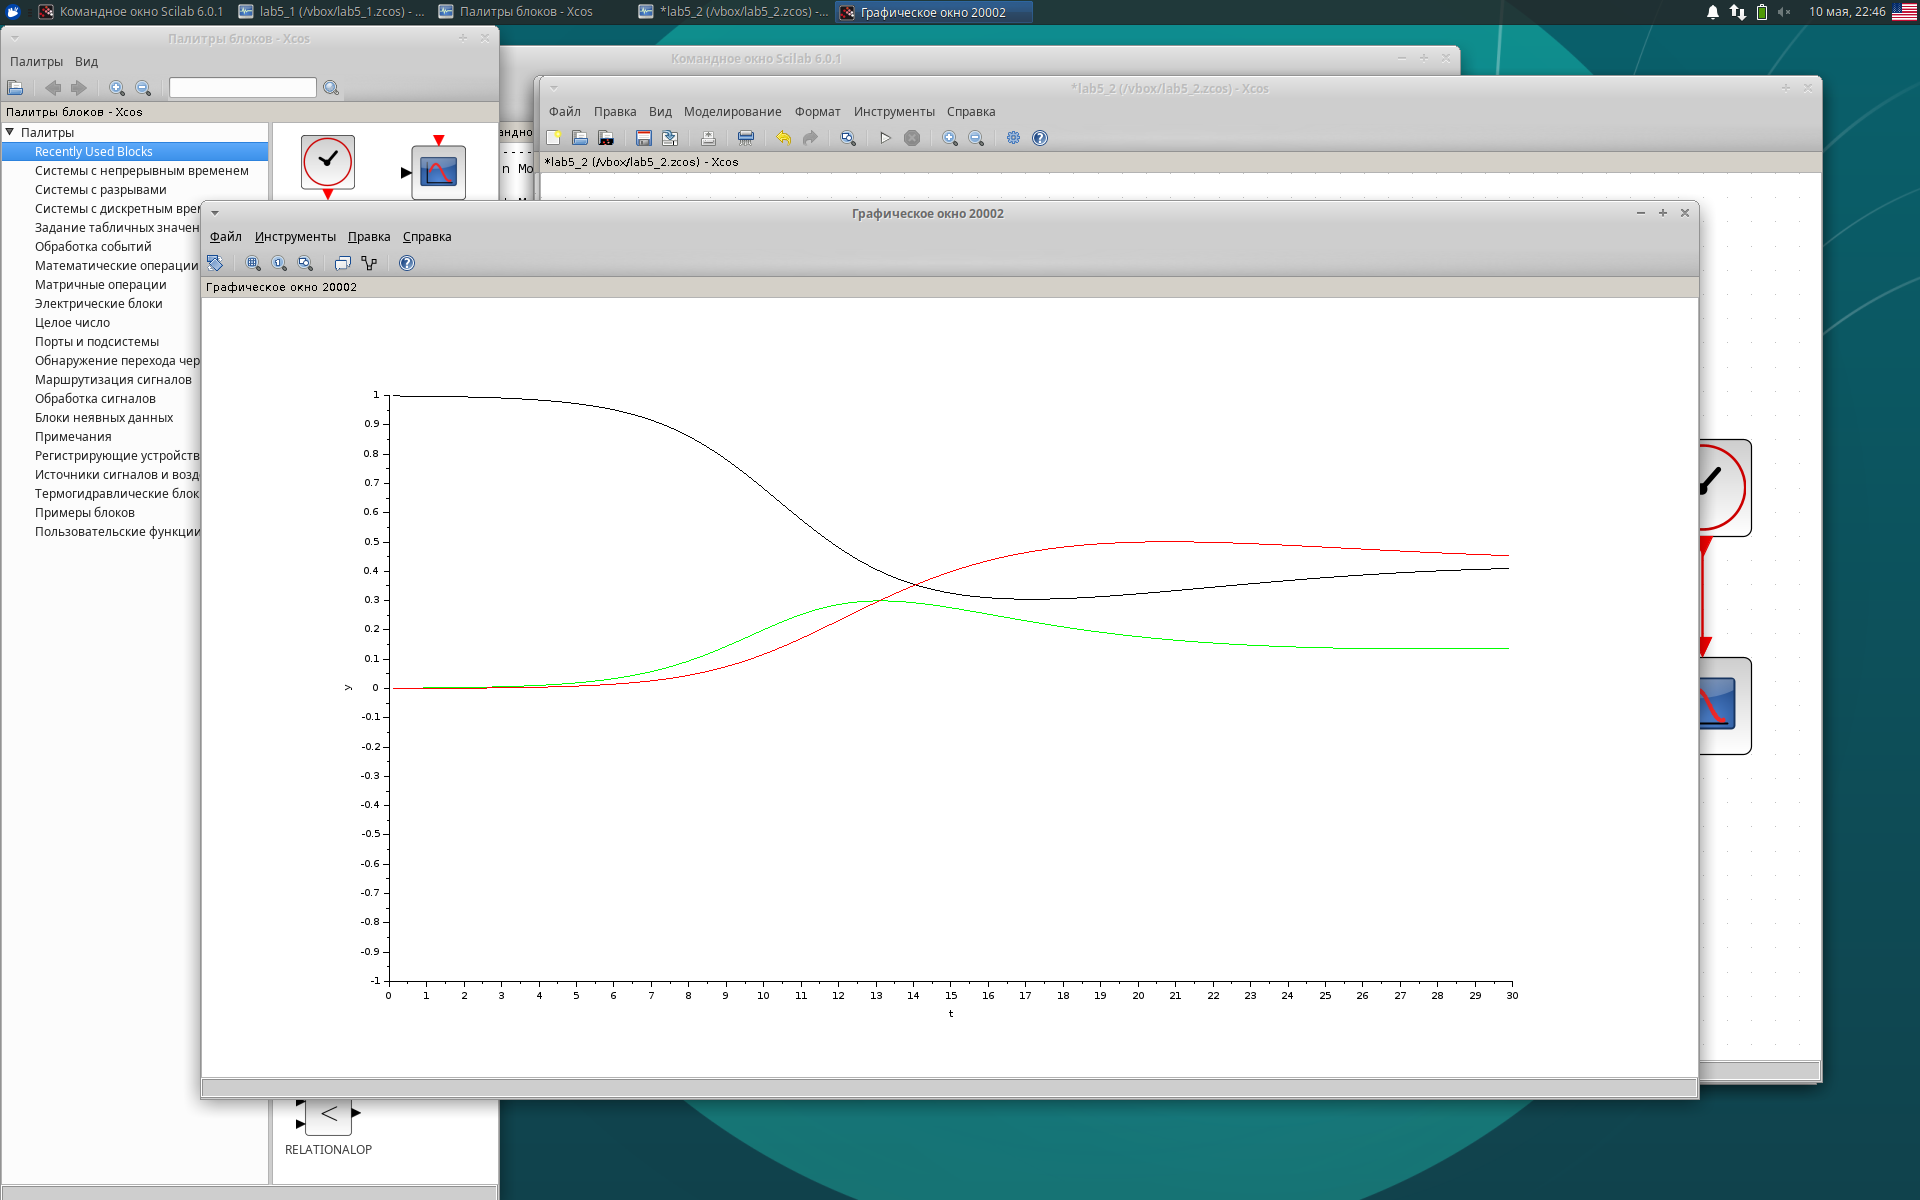 Командное окно Scilab 6.0.1
lab5_1 (/vbox/lab5_1.zcos) - ...
Палитры блоков - Xcos
*lab5_2 (/vbox/lab5_2.zcos) -...
Графическое окно 20002
10 мая, 22:46
Палитры блоков - Xcos
Палитры Вид
Палитры блоков - Xcos
Палитры
Recently Used Blocks
Системы с непрерывным временем
Системы с разрывами
Системы с дискретным врем
Задание табличных значен
Обработка событий
Математические операции
Матричные операции
Электрические блоки
Целое число
Порты и подсистемы
Обнаружение перехода чер
Маршрутизация сигналов
Обработка сигналов
Блоки неявных данных
Примечания
Регистрирующие устройств
Источники сигналов и возд
Термогидравлические блок
Примеры блоков
Пользовательские функции
<
RELATIONALOP
Командное окно Scilab 6.0.1
андно
n Mo
*lab5_2 (/vbox/lab5_2.zcos) - Xcos
Файл Правка Вид Моделирование Формат Инструменты Справка
*lab5_2 (/vbox/lab5_2.zcos) - Xcos
Графическое окно 20002
Файл Инструменты Правка Справка
Графическое окно 20002
1
0.9
0.8
0.7
0.6
0.5
0.4
0.3
0.2
0.1
0
-0.1
-0.2
-0.3
-0.4
-0.5
-0.6
-0.7
-0.8
-0.9
-1
y
0 1 2 3 4 5 6 7 8 9 10 11 12 13 14 15 16 17 18 19 20 21 22 23 24 25 26 27 28 29 30
t